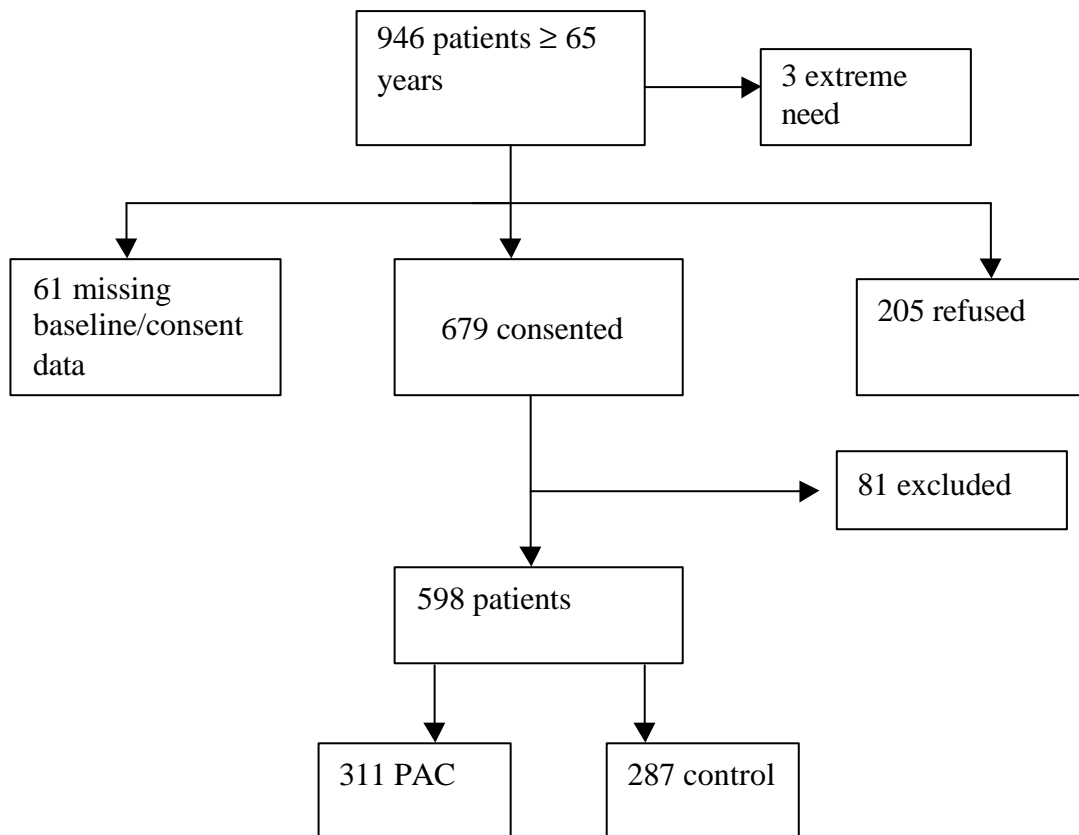 946 patients ≥ 65
years
3 extreme
need
61 missing
baseline/consent
data
679 consented
205 refused
81 excluded
598 patients
311 PAC
287 control